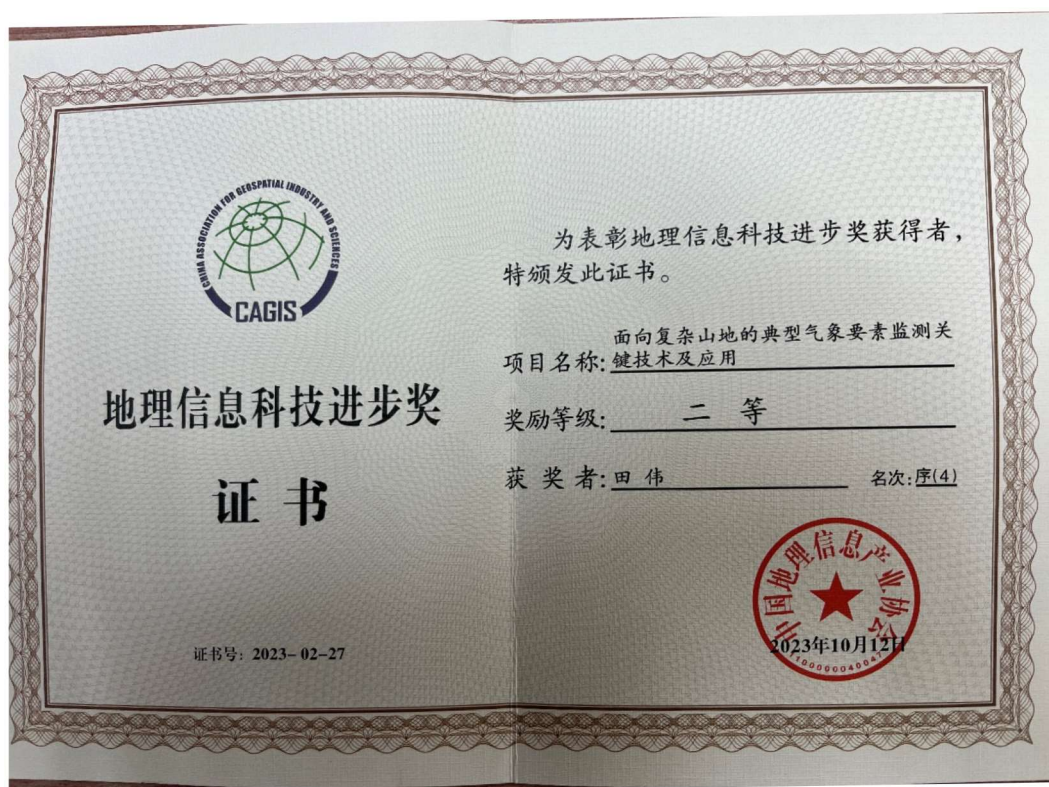 CHINA ASSOCIATION FOR GEOSPATIAL INDUSTRY AND SCIENCES
CAGIS
地理信息科技进步奖
证书
证书号：2023-02-27
为表彰地理信息科技进步奖获得者，
特颁发此证书。
面向复杂山地的典型气象要素监测关
项目名称:键技术及应用
奖励等级: 二 等
获 奖 者:田 伟 名次:序(4)
中国地理信息产业协会
2023年10月12日